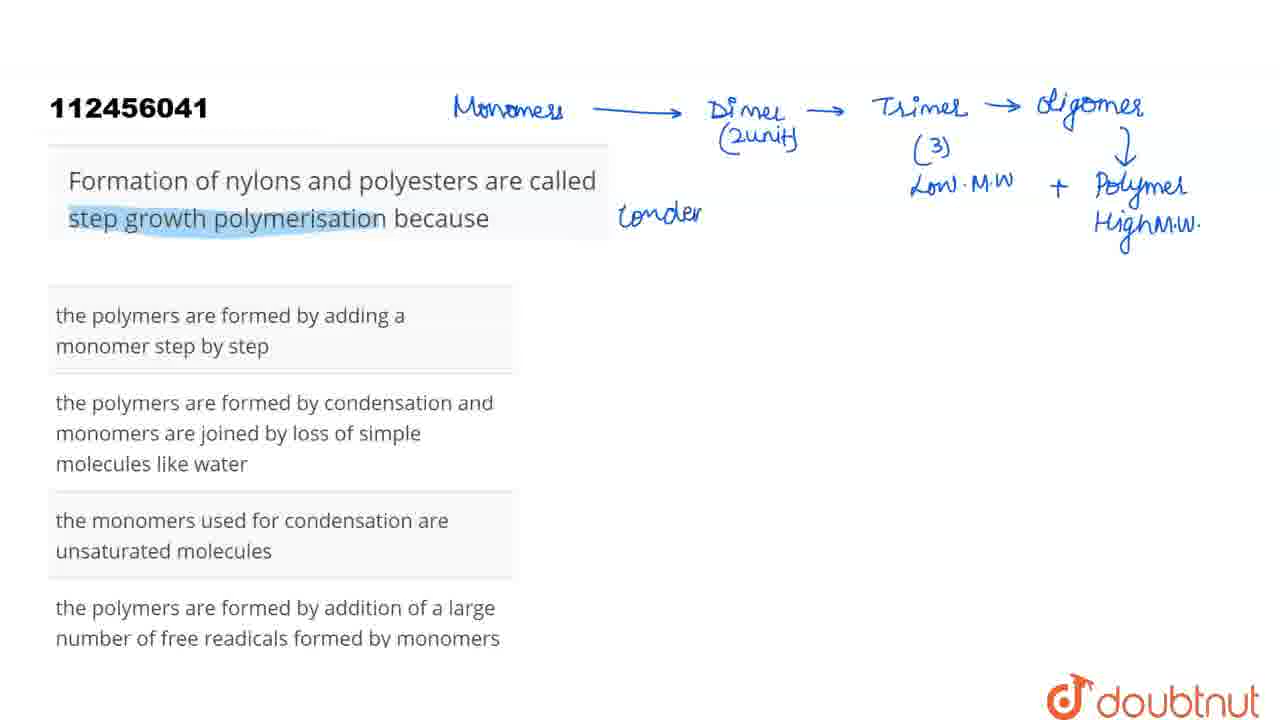 112456041
Monomers → Dimer → Trimer → Oligomer
(2unit)
(3)
↓
Low.M.W + Polymer
High M.W.
Formation of nylons and polyesters are called
step growth polymerisation because
Conder
the polymers are formed by adding a
monomer step by step
the polymers are formed by condensation and
monomers are joined by loss of simple
molecules like water
the monomers used for condensation are
unsaturated molecules
the polymers are formed by addition of a large
number of free readicals formed by monomers
doubtnut